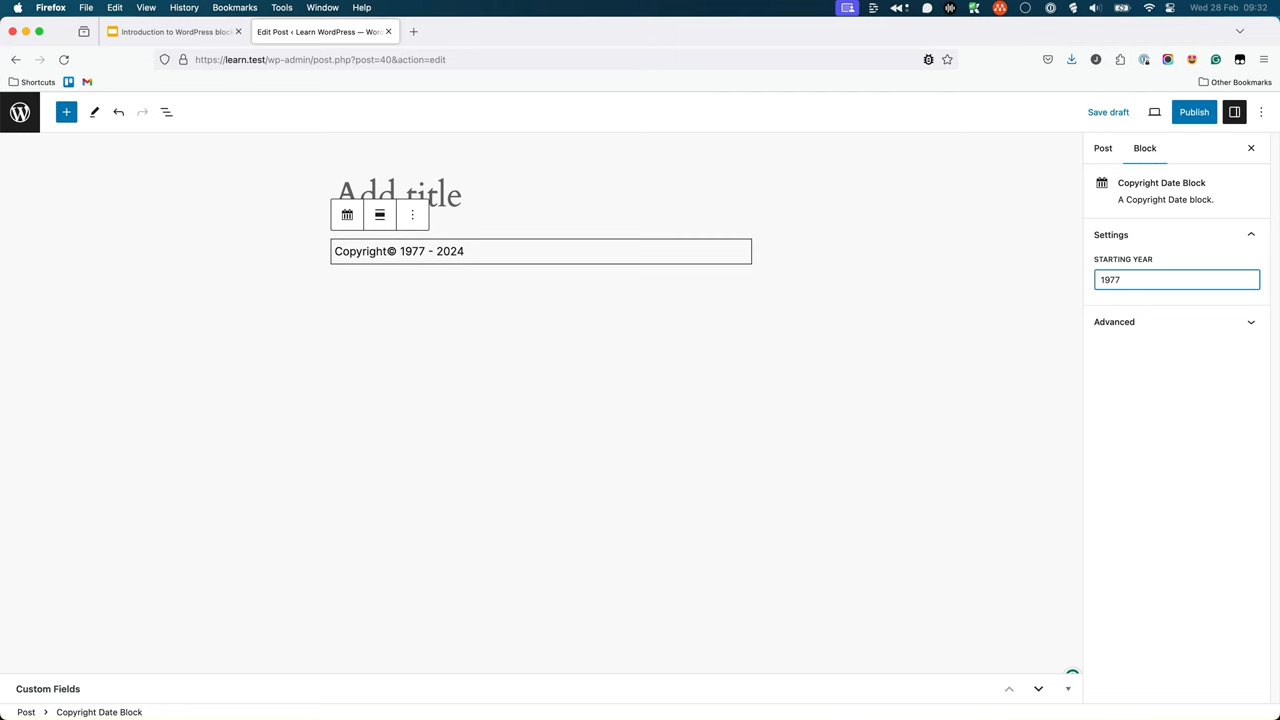 Firefox File Edit View History Bookmarks Tools Window Help Wed 28 Feb 09:32
Introduction to WordPress bloc
Edit Post ‹ Learn WordPress — Wor
https://learn.test/wp-admin/post.php?post=40&action=edit
Shortcuts
Other Bookmarks
Save draft
Publish
Post
Block
Add title
Copyright Date Block
A Copyright Date block.
Copyright© 1977 - 2024
Settings
STARTING YEAR
1977
Advanced
Custom Fields
Post › Copyright Date Block